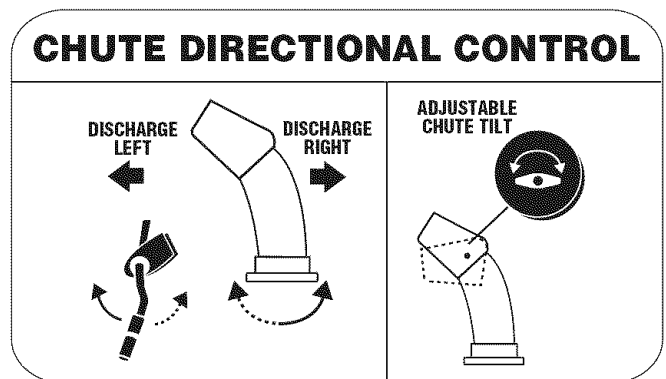 CHUTE DIRECTIONAL CONTROL
DISCHARGE
LEFT
DISCHARGE
RIGHT
ADJUSTABLE
CHUTE TILT